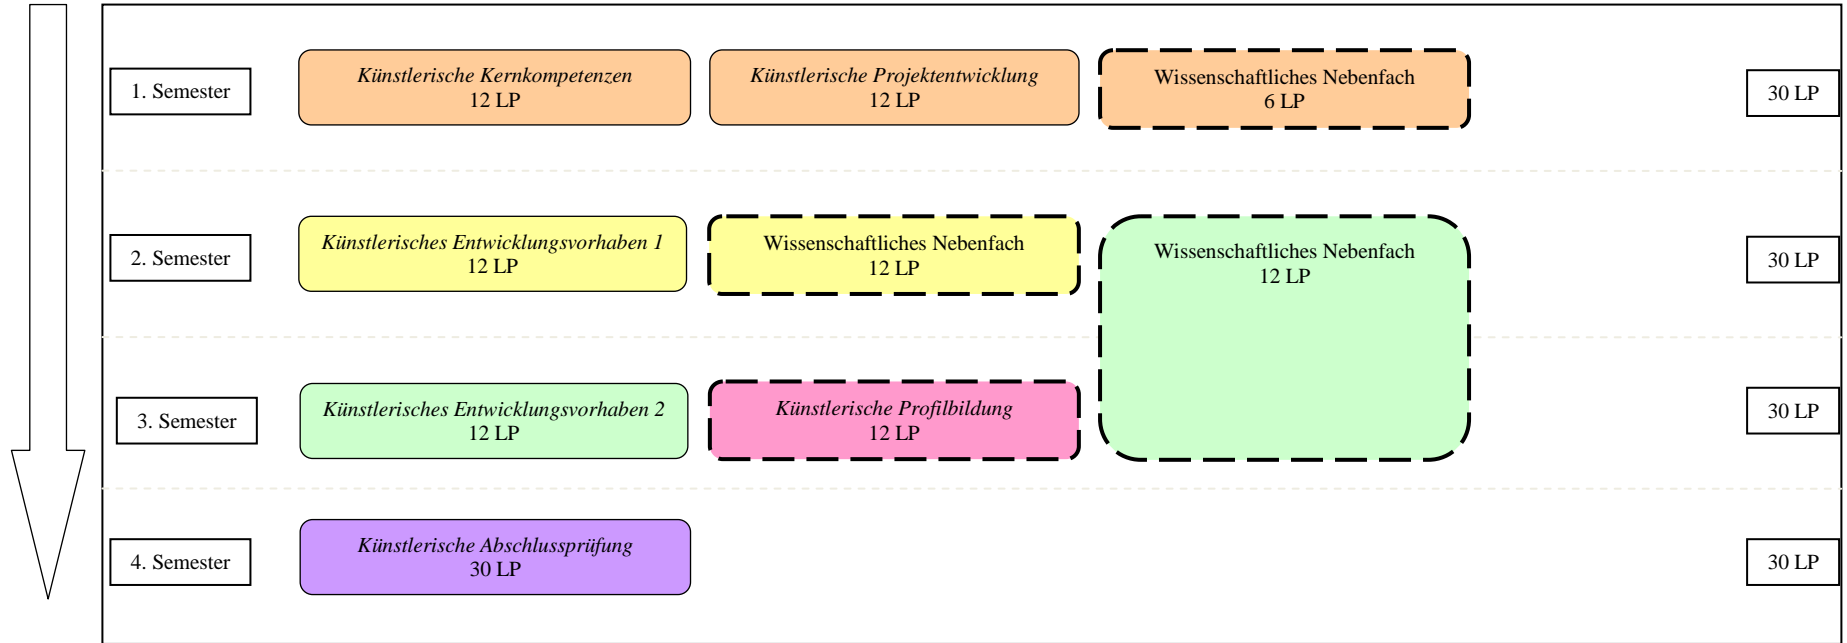 1. Semester
Künstlerische Kernkompetenzen
12 LP
Künstlerische Projektentwicklung
12 LP
Wissenschaftliches Nebenfach
6 LP
30 LP
2. Semester
Künstlerisches Entwicklungsvorhaben 1
12 LP
Wissenschaftliches Nebenfach
12 LP
Wissenschaftliches Nebenfach
12 LP
30 LP
3. Semester
Künstlerisches Entwicklungsvorhaben 2
12 LP
Künstlerische Profilbildung
12 LP
30 LP
4. Semester
Künstlerische Abschlussprüfung
30 LP
30 LP